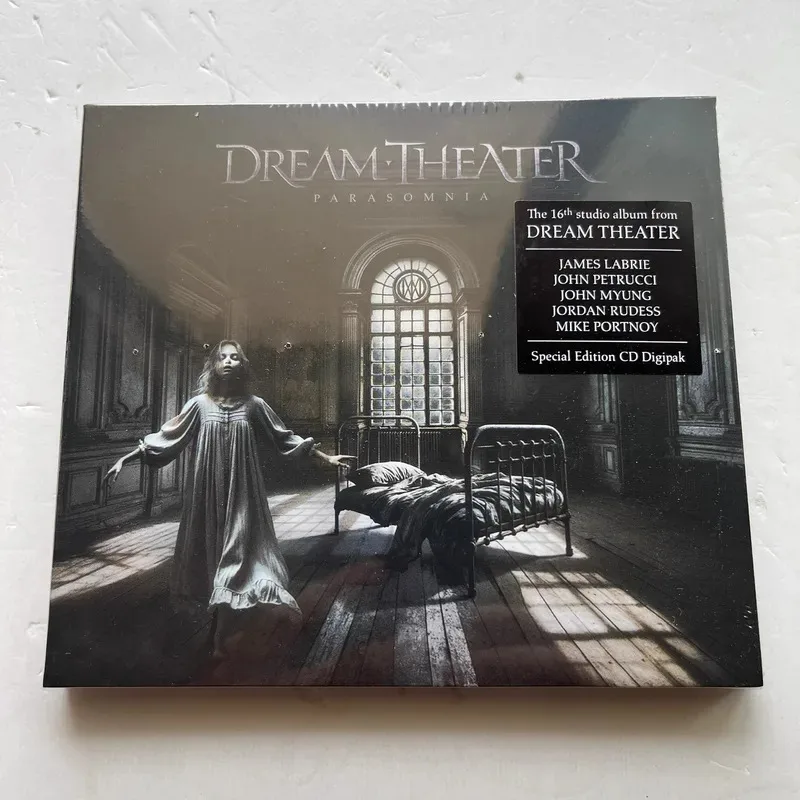 DREAM THEATER
PARASOMNIA
The 16th studio album from
DREAM THEATER
JAMES LABRIE
JOHN PETRUCCI
JOHN MYUNG
JORDAN RUDESS
MIKE PORTNOY
Special Edition CD Digipak